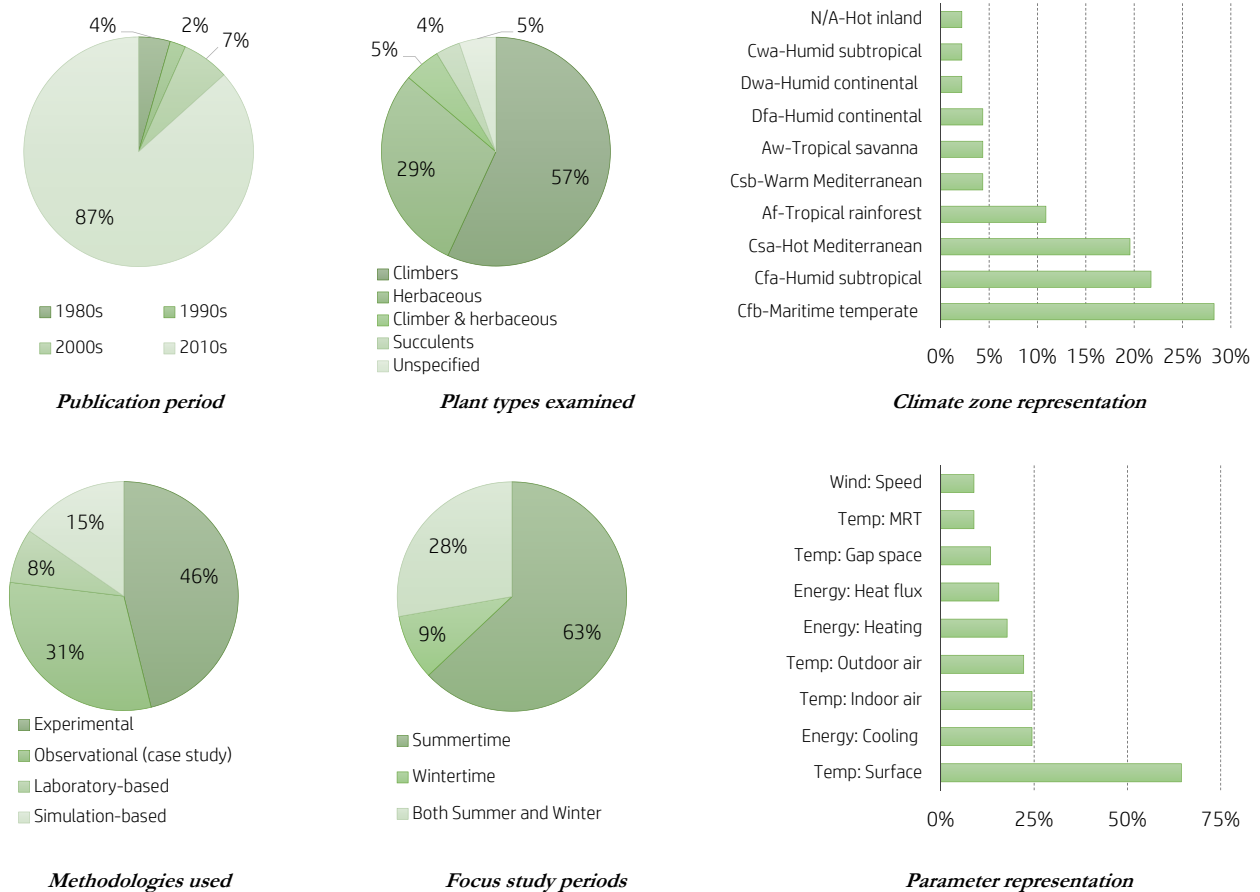 4%
2%
7%
87%
1980s
1990s
2000s
2010s
Publication period
4%
5%
5%
29%
57%
Climbers
Herbaceous
Climber & herbaceous
Succulents
Unspecified
Plant types examined
N/A-Hot inland
Cwa-Humid subtropical
Dwa-Humid continental
Dfa-Humid continental
Aw-Tropical savanna
Csb-Warm Mediterranean
Af-Tropical rainforest
Csa-Hot Mediterranean
Cfa-Humid subtropical
Cfb-Maritime temperate
0% 5% 10% 15% 20% 25% 30%
Climate zone representation
15%
8%
46%
31%
Experimental
Observational (case study)
Laboratory-based
Simulation-based
Methodologies used
28%
9%
63%
Summertime
Wintertime
Both Summer and Winter
Focus study periods
Wind: Speed
Temp: MRT
Temp: Gap space
Energy: Heat flux
Energy: Heating
Temp: Outdoor air
Temp: Indoor air
Energy: Cooling
Temp: Surface
0% 25% 50% 75%
Parameter representation